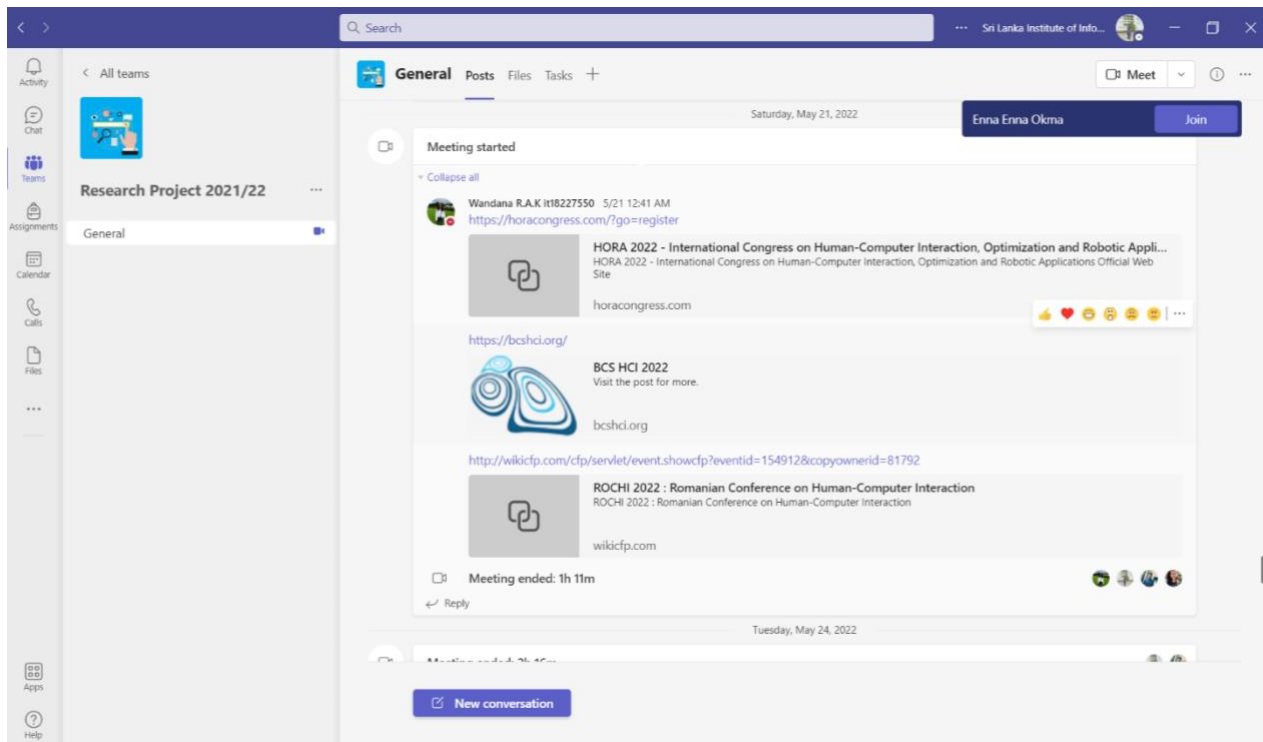 Search
Sri Lanka Institute of Info...
Activity
Chat
Teams
Assignments
Calendar
Calls
Files
Apps
Help
All teams
Research Project 2021/22
General
General Posts Files Tasks
Meet
Saturday, May 21, 2022
Enna Enna Okma
Join
Meeting started
Collapse all
Wandana R.A.K it18227550 5/21 12:41 AM
https://horacongress.com/?go=register
HORA 2022 - International Congress on Human-Computer Interaction, Optimization and Robotic Appli...
HORA 2022 - International Congress on Human-Computer Interaction, Optimization and Robotic Applications Official Web
Site
horacongress.com
https://bcshci.org/
BCS HCI 2022
Visit the post for more.
bcshci.org
http://wikicfp.com/cfp/servlet/event.showcfp?eventid=154912&copyownerid=81792
ROCHI 2022 : Romanian Conference on Human-Computer Interaction
ROCHI 2022 : Romanian Conference on Human-Computer Interaction
wikicfp.com
Meeting ended: 1h 11m
Reply
Tuesday, May 24, 2022
Meeting ended: 2h
New conversation